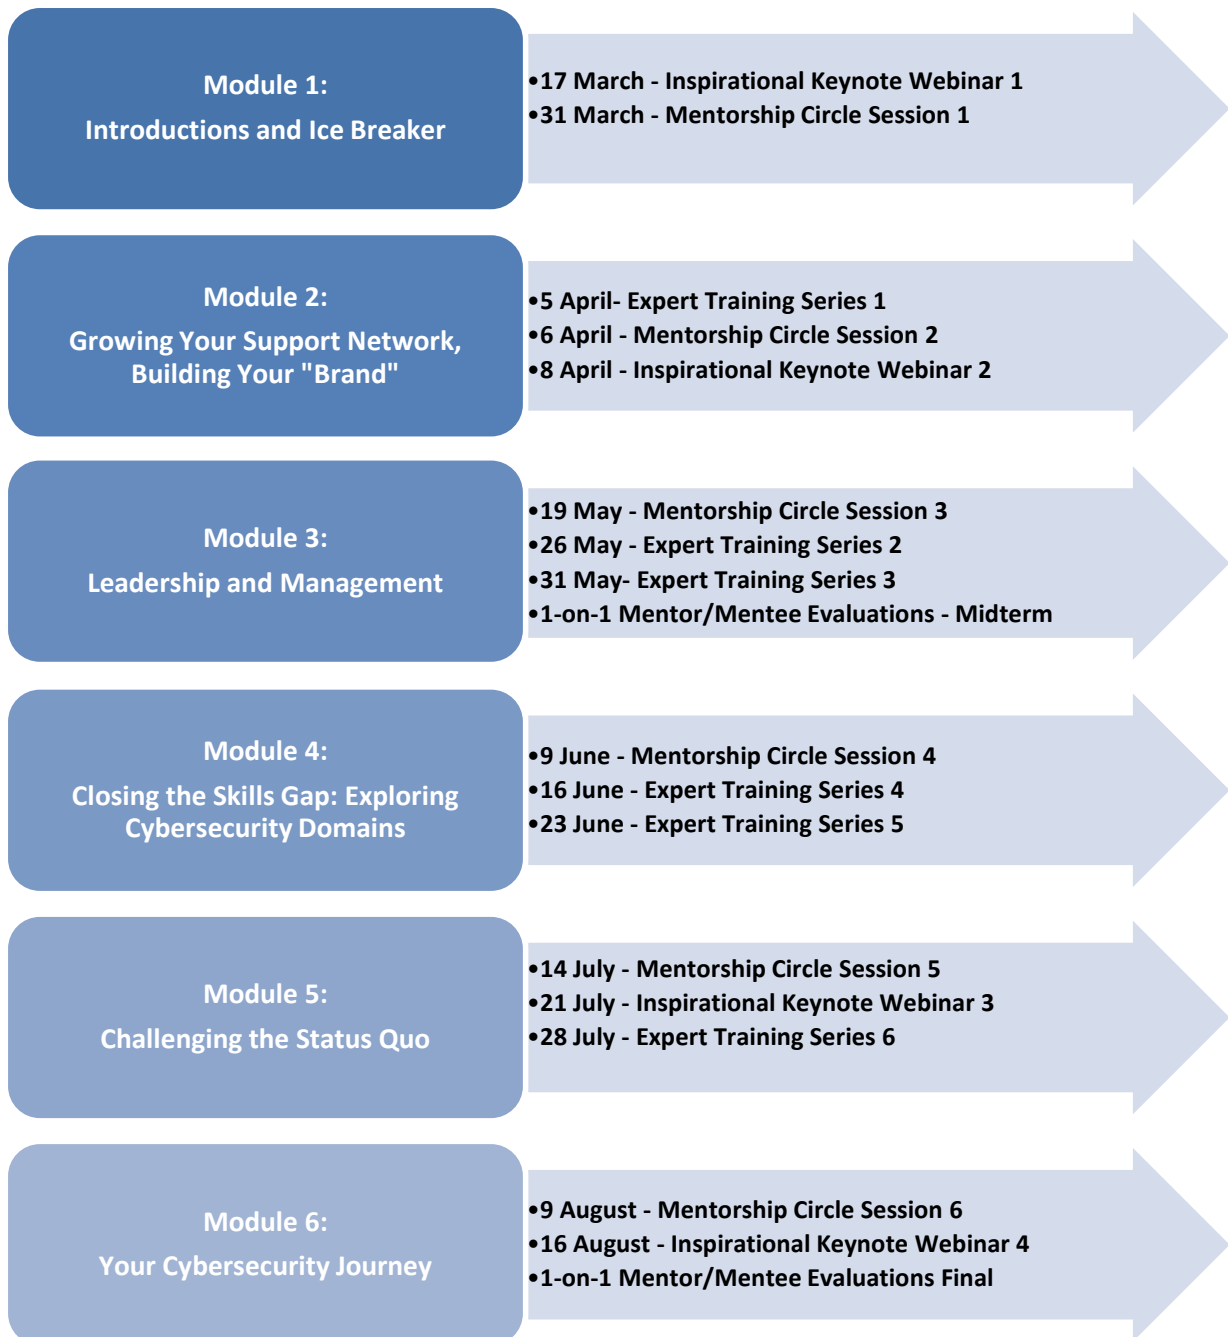 Module 1:
Introductions and Ice Breaker
•17 March - Inspirational Keynote Webinar 1
•31 March - Mentorship Circle Session 1
Module 2:
Growing Your Support Network,
Building Your "Brand"
•5 April- Expert Training Series 1
•6 April - Mentorship Circle Session 2
•8 April - Inspirational Keynote Webinar 2
Module 3:
Leadership and Management
•19 May - Mentorship Circle Session 3
•26 May - Expert Training Series 2
•31 May- Expert Training Series 3
•1-on-1 Mentor/Mentee Evaluations - Midterm
Module 4:
Closing the Skills Gap: Exploring
Cybersecurity Domains
•9 June - Mentorship Circle Session 4
•16 June - Expert Training Series 4
•23 June - Expert Training Series 5
Module 5:
Challenging the Status Quo
•14 July - Mentorship Circle Session 5
•21 July - Inspirational Keynote Webinar 3
•28 July - Expert Training Series 6
Module 6:
Your Cybersecurity Journey
•9 August - Mentorship Circle Session 6
•16 August - Inspirational Keynote Webinar 4
•1-on-1 Mentor/Mentee Evaluations Final